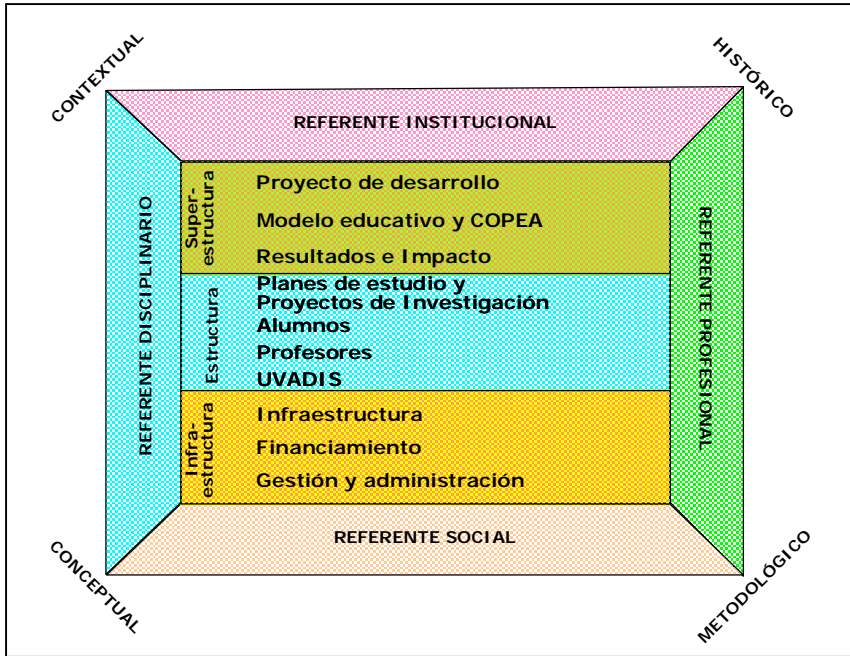 CONTEXTUAL
HISTÓRICO
REFERENTE INSTITUCIONAL
REFERENTE DISCIPLINARIO
Super-
estructura
Proyecto de desarrollo
Modelo educativo y COPEA
Resultados e Impacto
Estructura
Planes de estudio y
Proyectos de Investigación
Alumnos
Profesores
UVADIS
Infra-
estructura
Infraestructura
Financiamiento
Gestión y administración
REFERENTE PROFESIONAL
REFERENTE SOCIAL
CONCEPTUAL
METODOLÓGICO